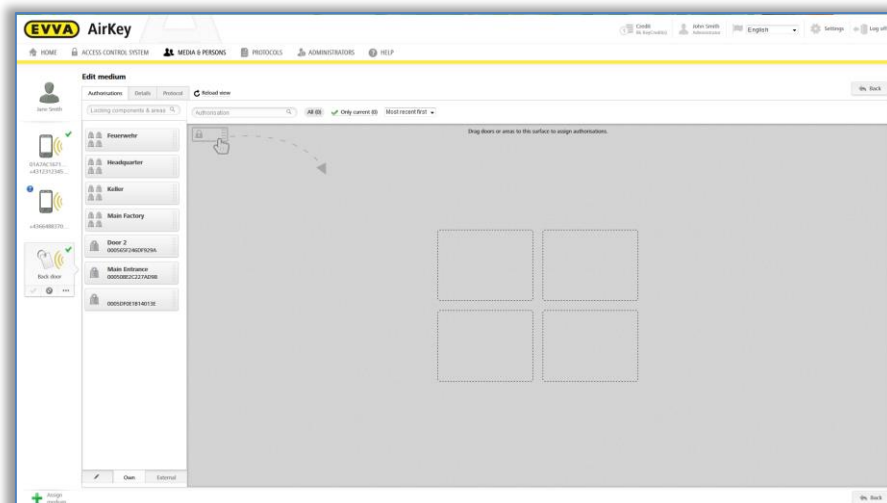 EVVA AirKey
Credit
John Smith
Administrator
English
Settings
Log off
HOME ACCESS CONTROL SYSTEM MEDIA & PERSONS PROTOCOLS ADMINISTRATORS HELP
Edit medium
Back
Authorisations Details Protocol Reload view
Jane Smith
Locking components & areas
Authorisation
All (0) Only current (0) Most recent first
Drag doors or areas to this surface to assign authorisations.
Feuerwehr
Headquarter
Keller
Main Factory
Door 2
Main Entrance
Back door
Own External
Assign
medium
Back